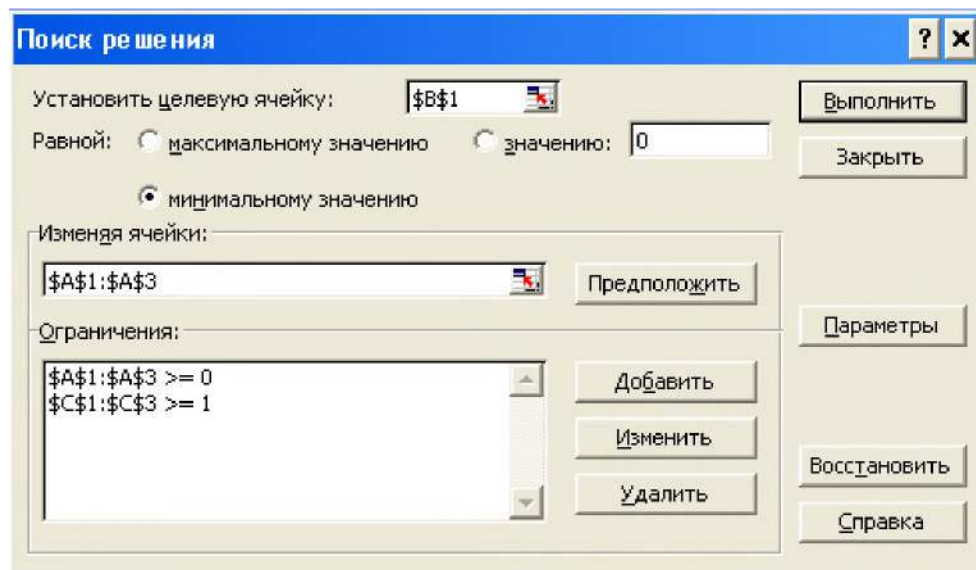 Поиск решения
Установить целевую ячейку: $B$1
Выполнить
Равной: максимальному значению значению: 0
Закрыть
минимальному значению
Изменяя ячейки:
$A$1:$A$3
Предположить
Параметры
Ограничения:
$A$1:$A$3 >= 0
$C$1:$C$3 >= 1
Добавить
Изменить
Удалить
Восстановить
Справка